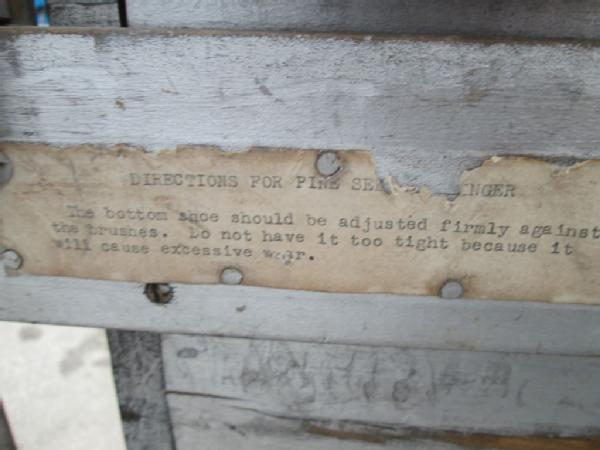 DIRECTIONS FOR PINE
The bottom shoe should be adjusted firmly against
the brushes. Do not have it too tight because it
will cause excessive wear.